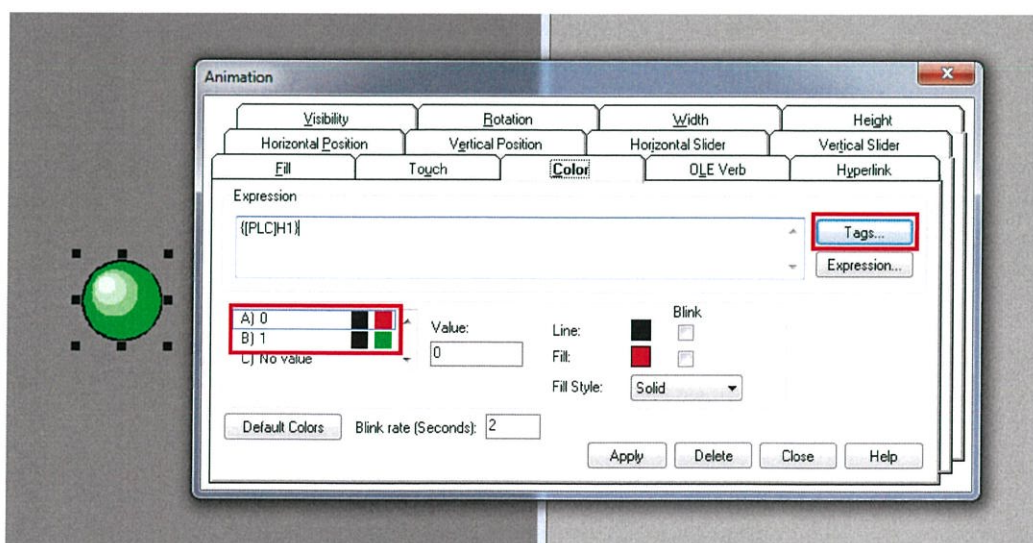 Animation
Visibility Rotation Width Height
Horizontal Position Vertical Position Horizontal Slider Vertical Slider
Fill Touch Color OLE Verb Hyperlink
Expression
{[PLC]H1}
Tags...
Expression...
A) 0
B) 1
C) No value
Value:
0
Blink
Line:
Fill:
Fill Style: Solid
Default Colors Blink rate (Seconds): 2
Apply Delete Close Help